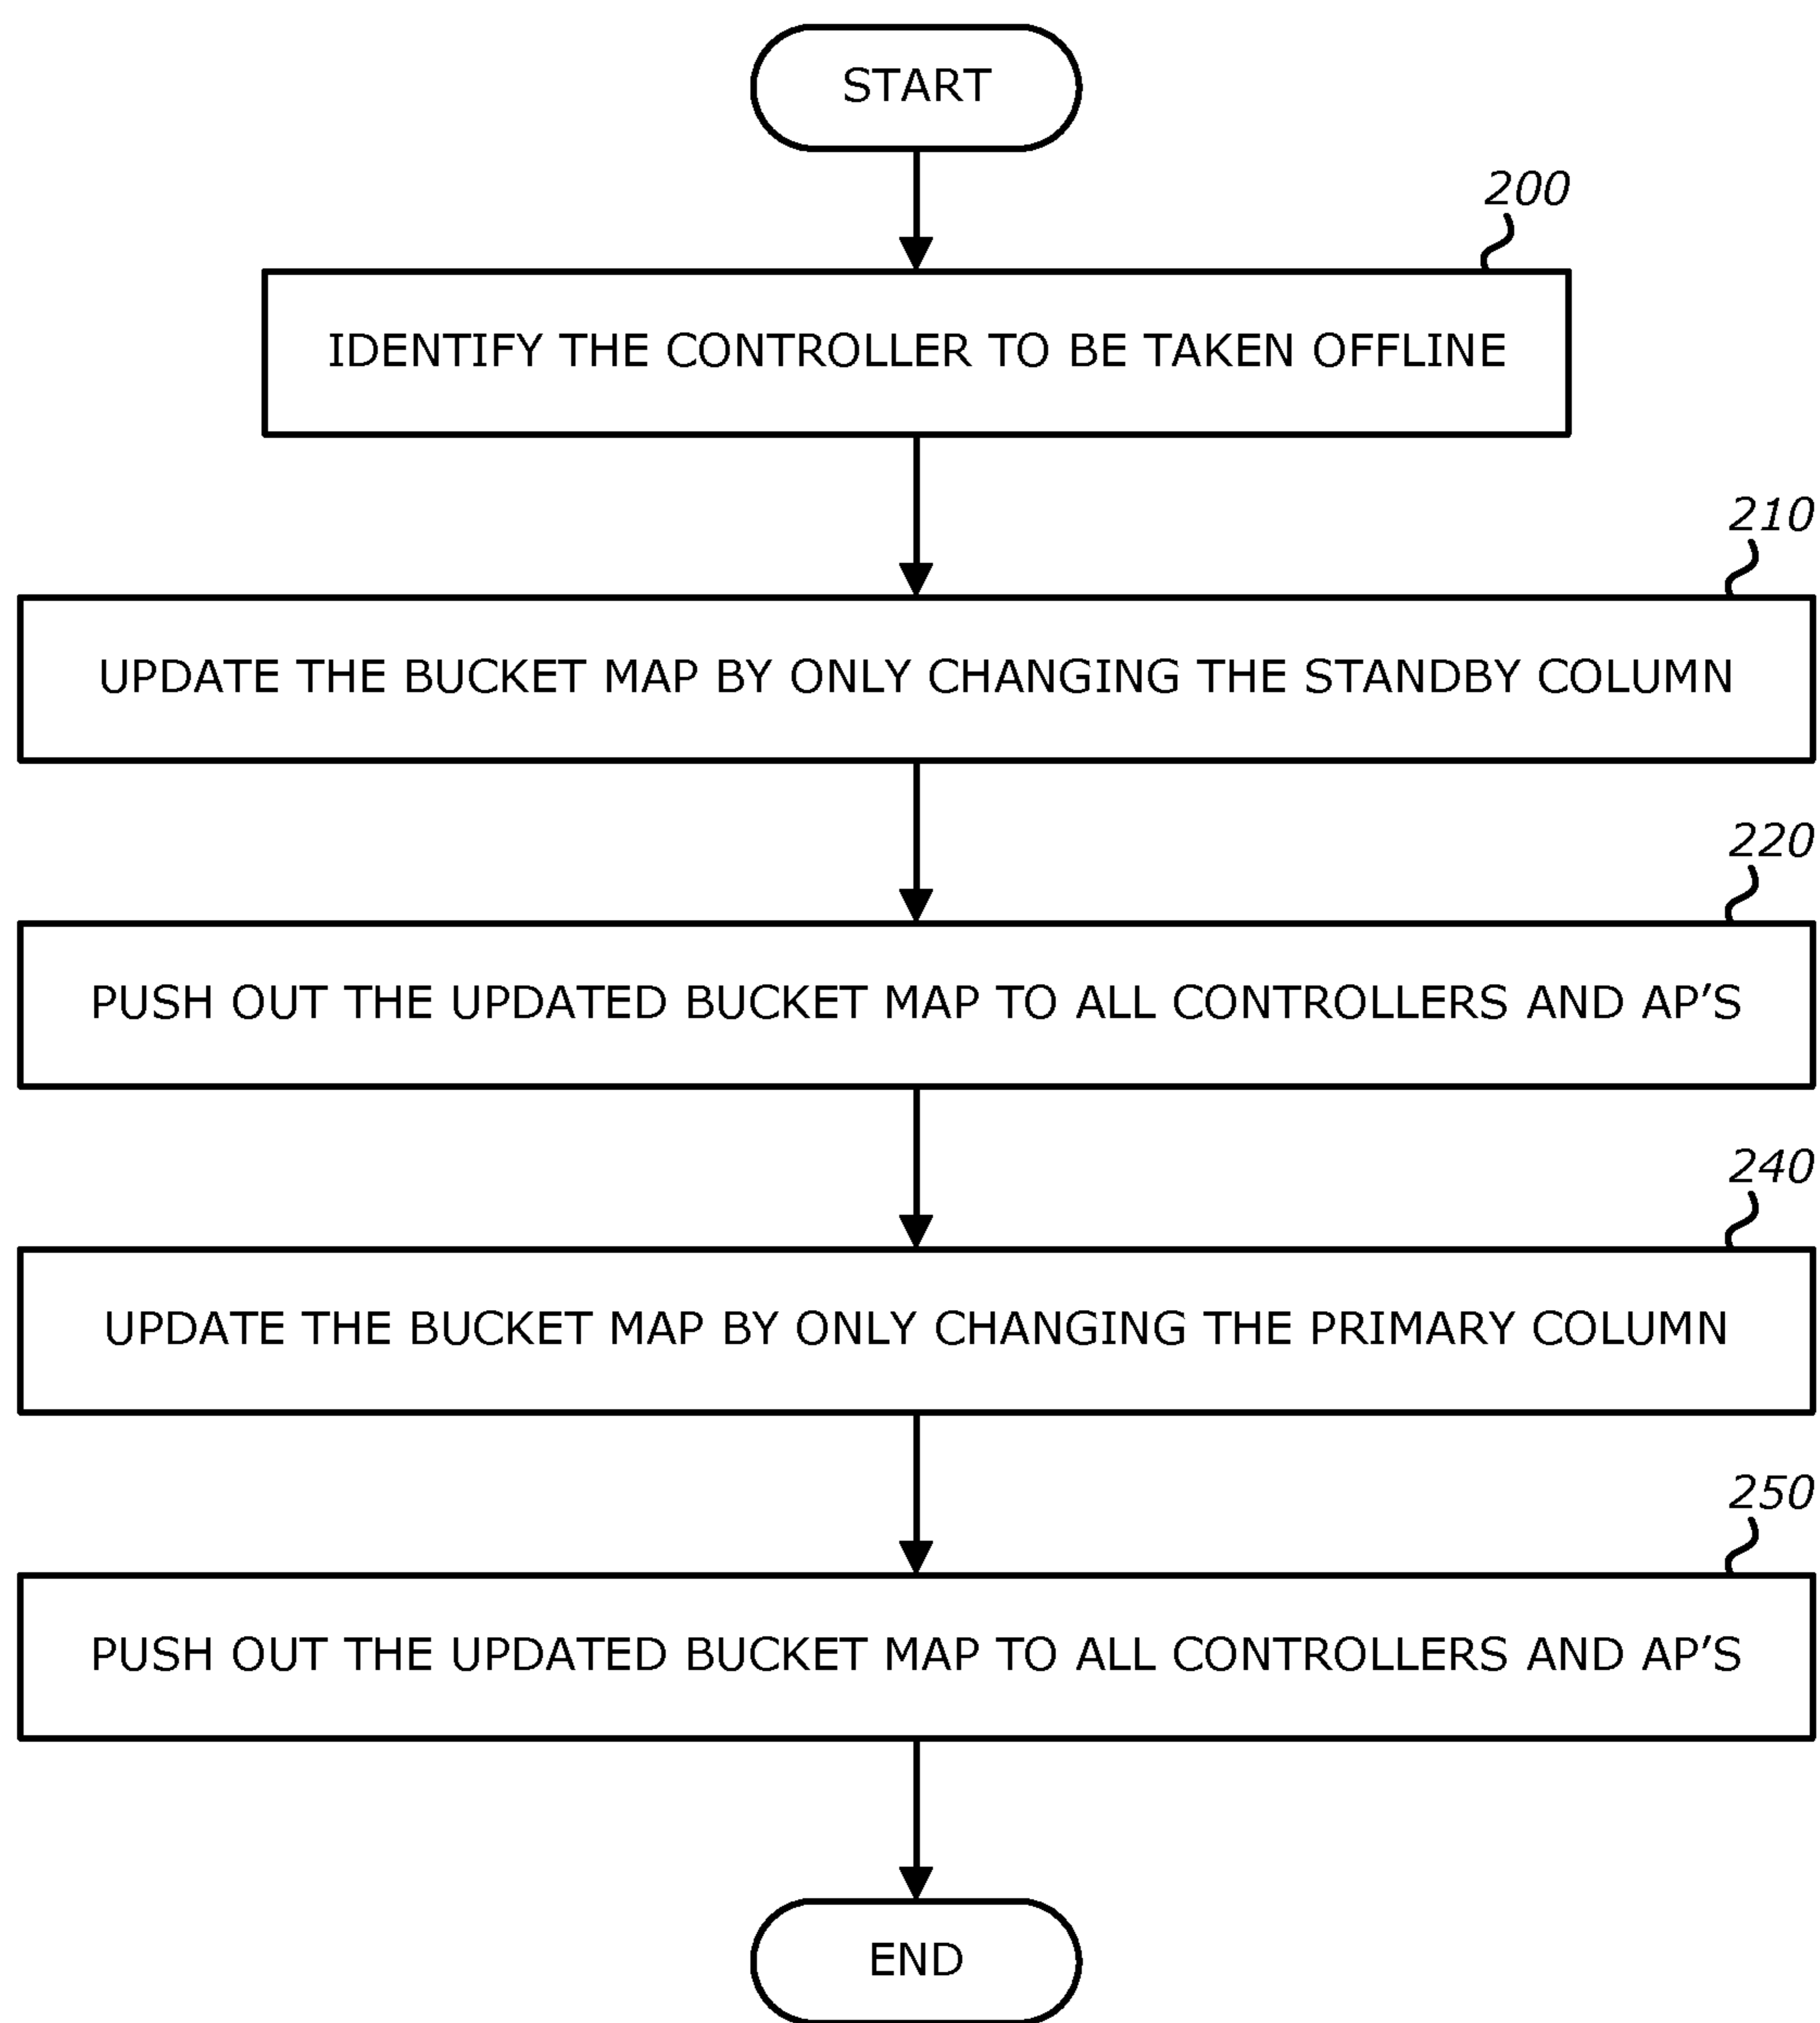 START
200
IDENTIFY THE CONTROLLER TO BE TAKEN OFFLINE
210
UPDATE THE BUCKET MAP BY ONLY CHANGING THE STANDBY COLUMN
220
PUSH OUT THE UPDATED BUCKET MAP TO ALL CONTROLLERS AND AP’S
240
UPDATE THE BUCKET MAP BY ONLY CHANGING THE PRIMARY COLUMN
250
PUSH OUT THE UPDATED BUCKET MAP TO ALL CONTROLLERS AND AP’S
END